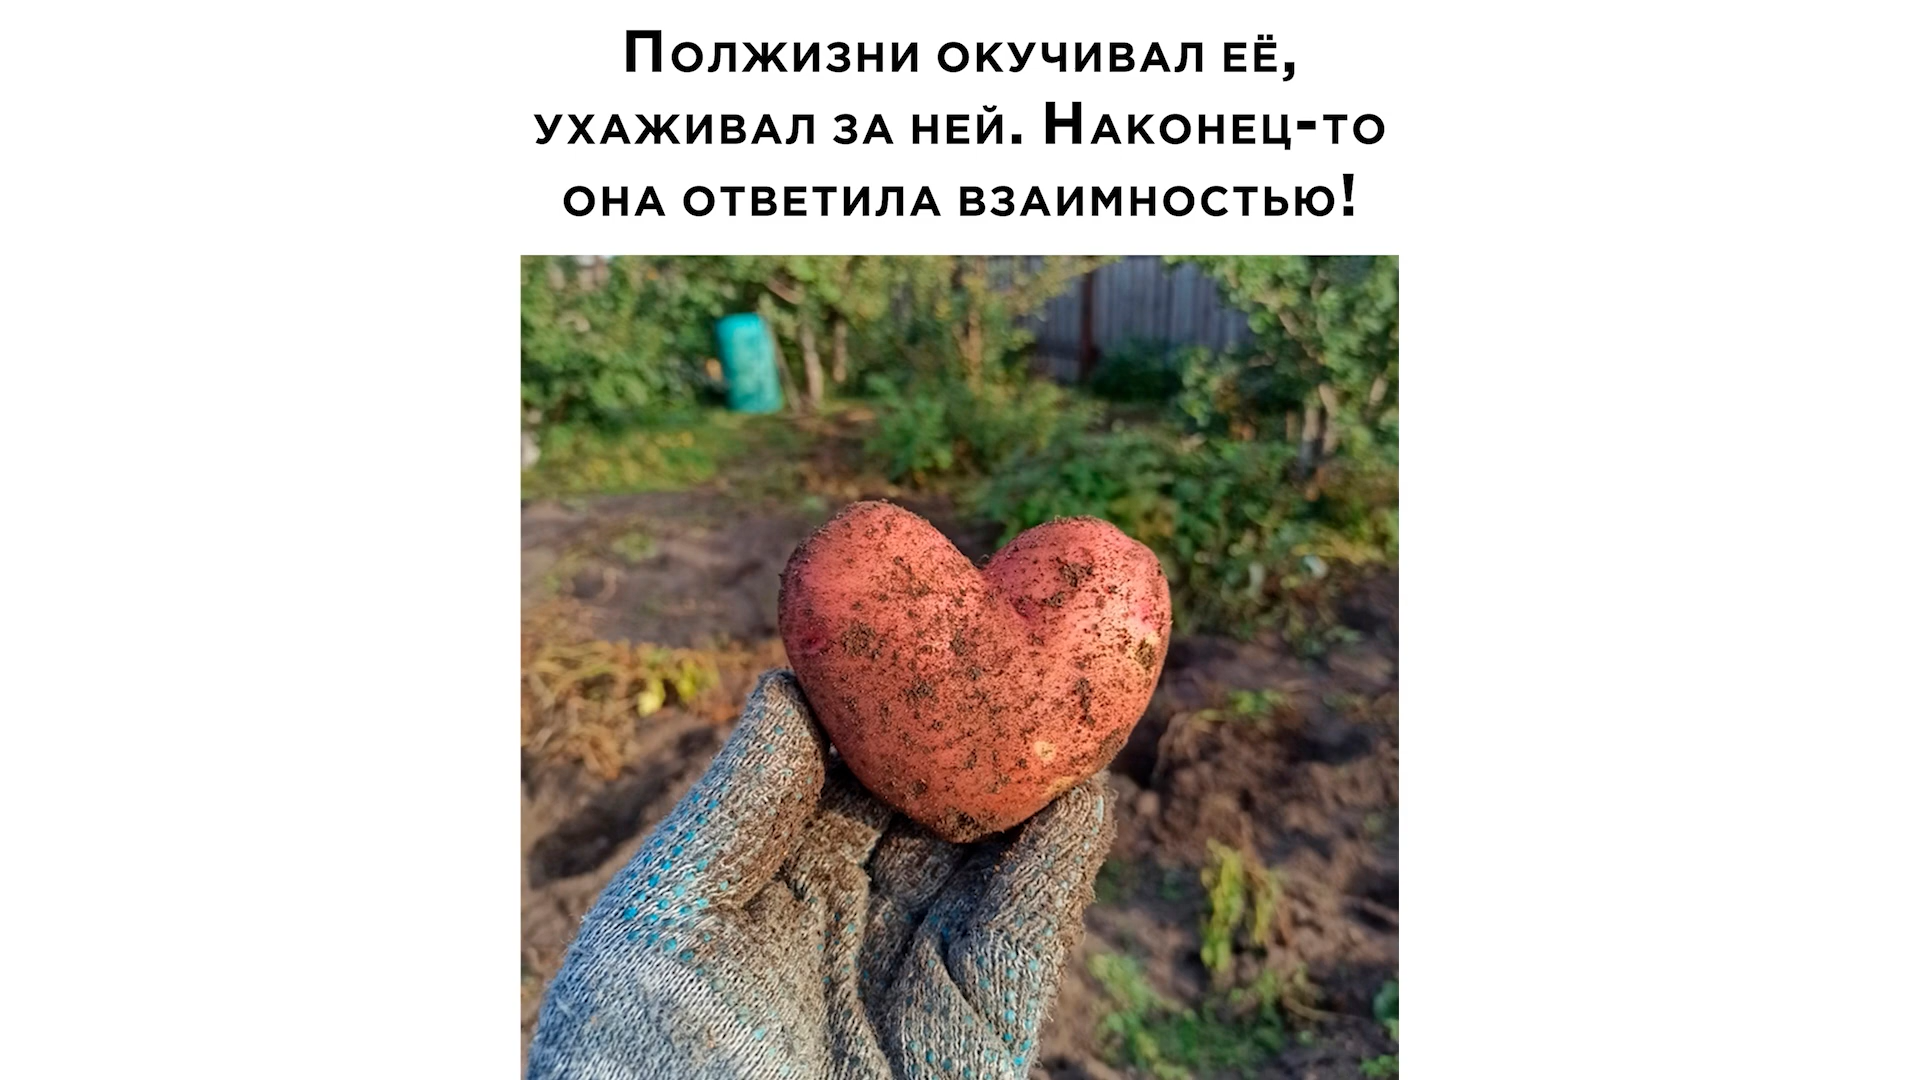 Полжизни окучивал её,
ухаживал за ней. Наконец-то
она ответила взаимностью!